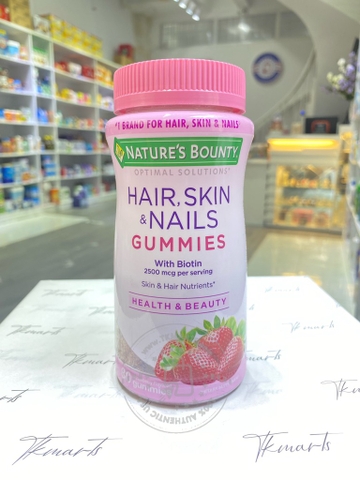 #1 BRAND FOR HAIR, SKIN & NAILS*
NATURE'S BOUNTY
OPTIMAL SOLUTIONS®
HAIR, SKIN
& NAILS
GUMMIES
With Biotin
2500 mcg per serving
Skin & Hair Nutrients*
HEALTH & BEAUTY
Tkmarts
Tkmarts